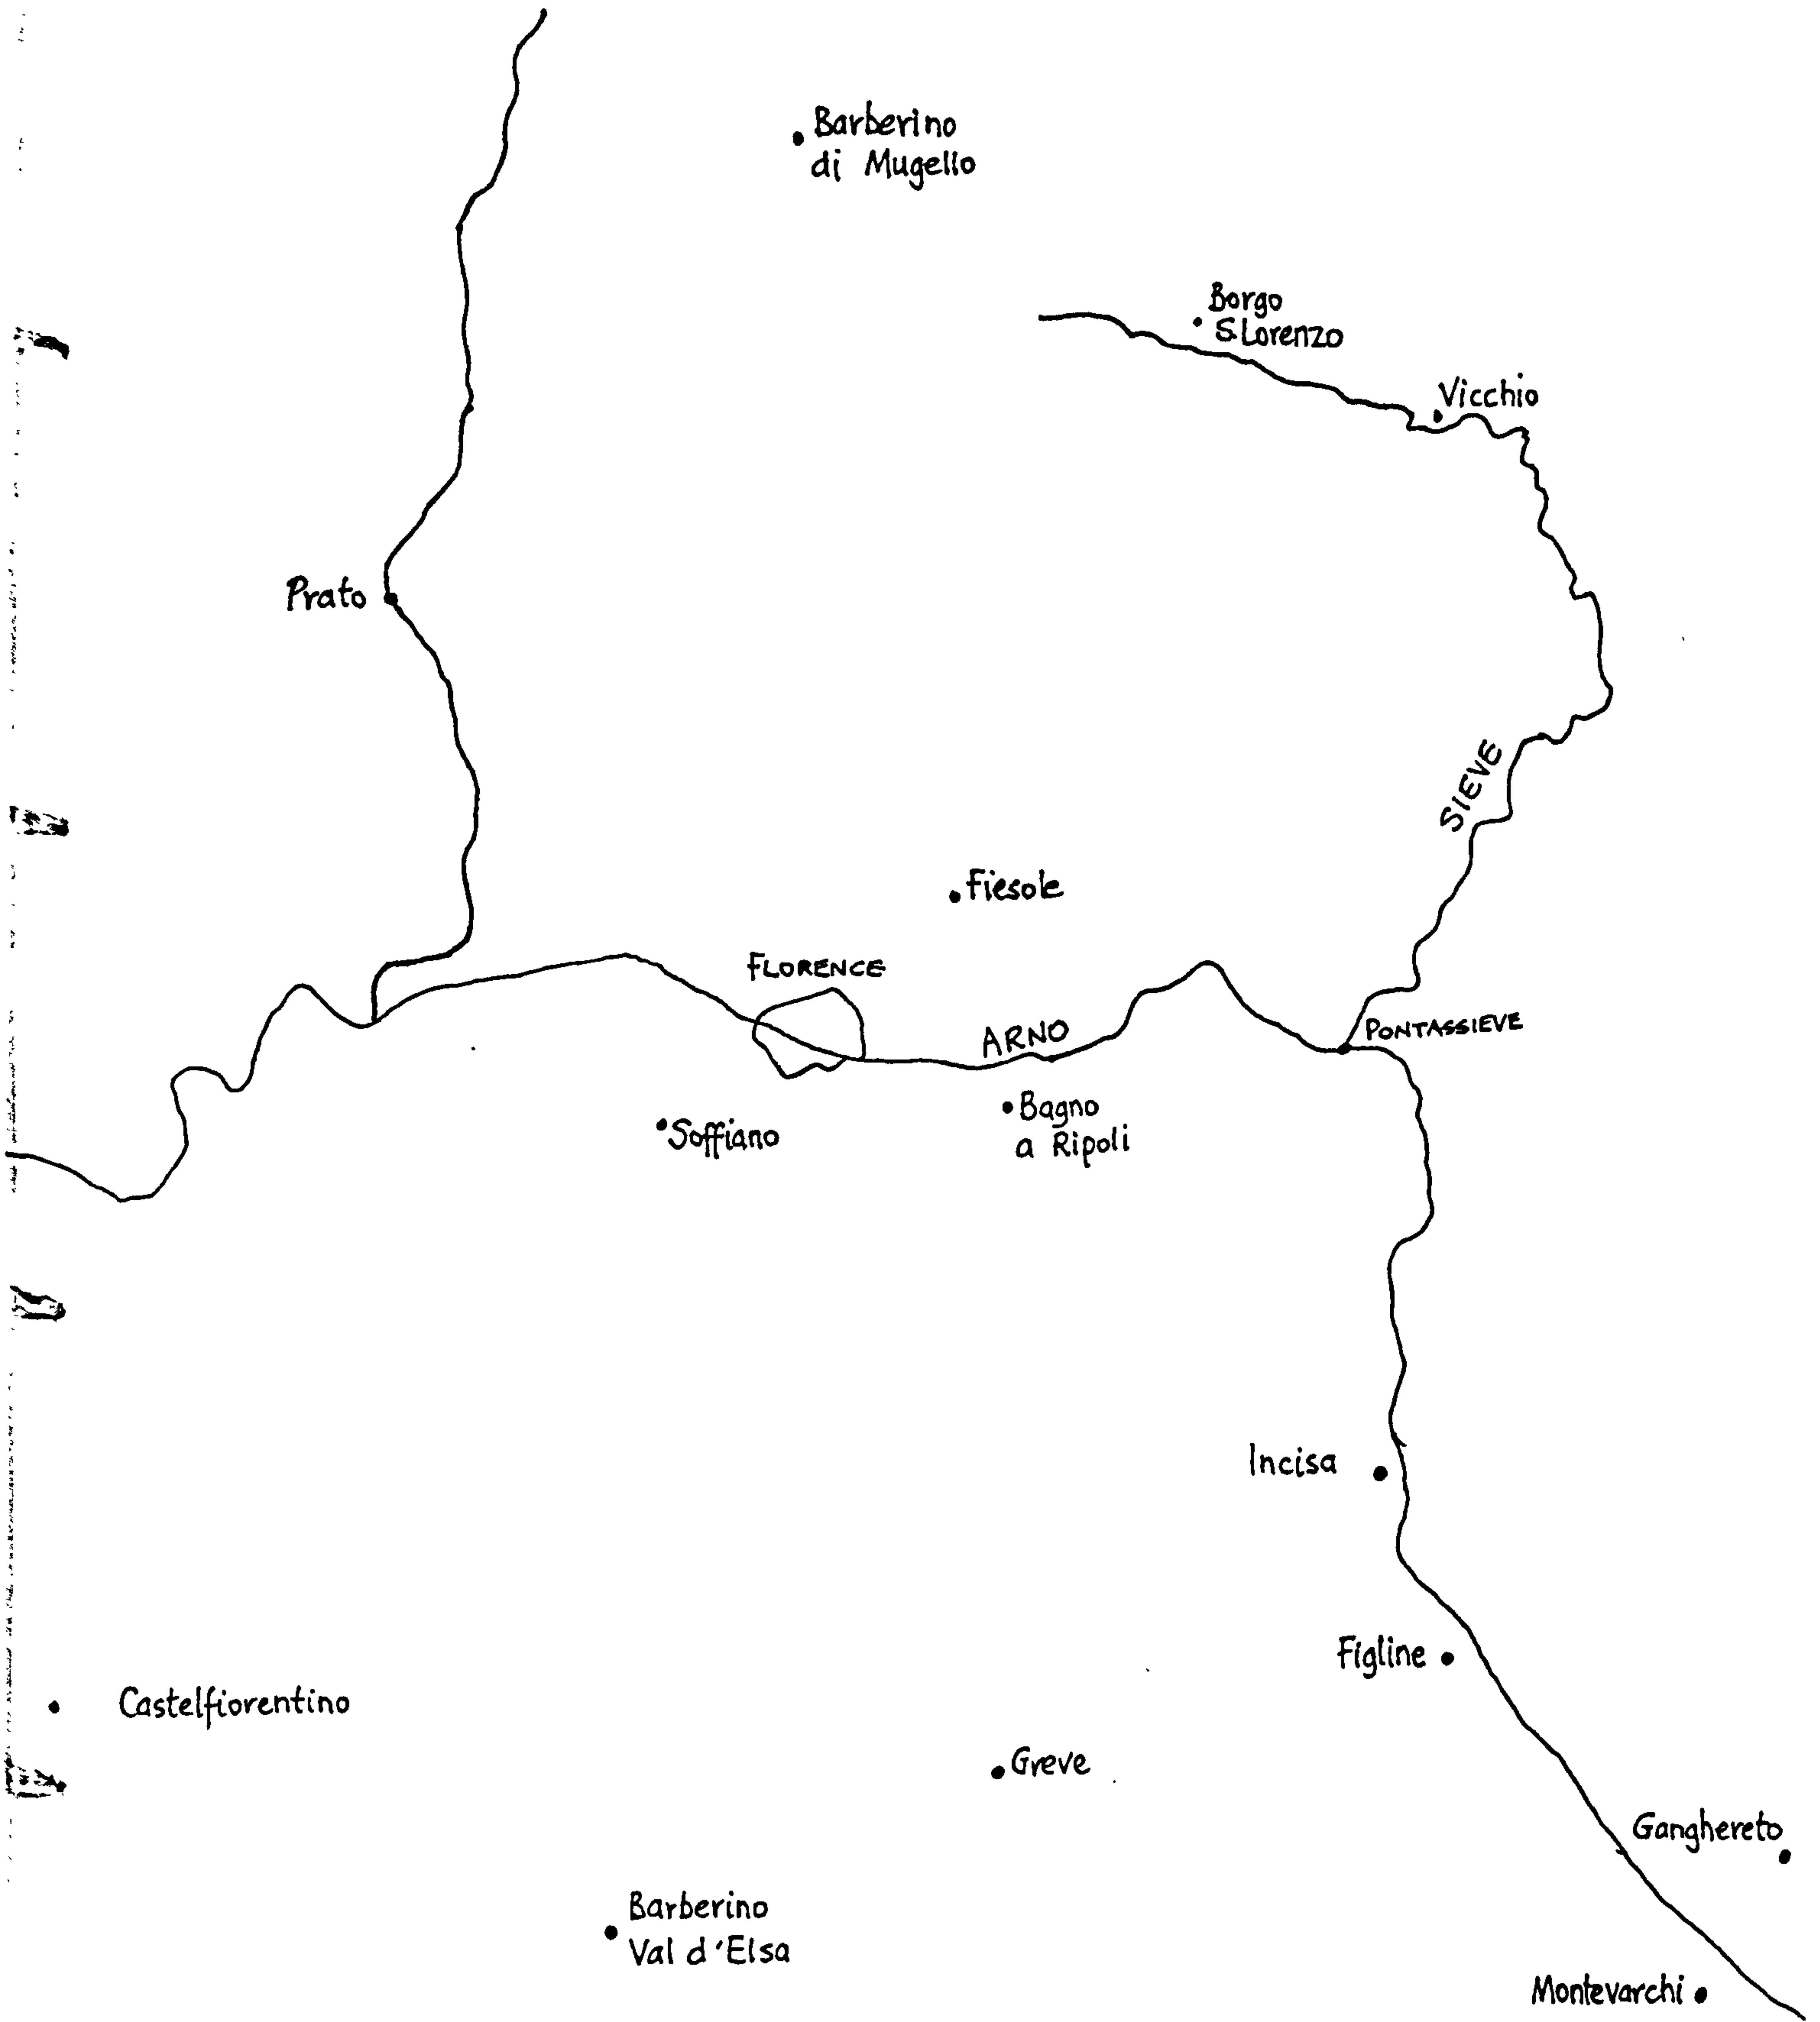 Barberino
di Mugello
Borgo
S.Lorenzo
Vicchio
Prato
SIEVE
Fiesole
FLORENCE
ARNO
PONTASSIEVE
Bagno
a Ripoli
Soffiano
Incisa
Figline
Castelfiorentino
Greve
Ganghereto
Barberino
Val d'Elsa
Montevarchi